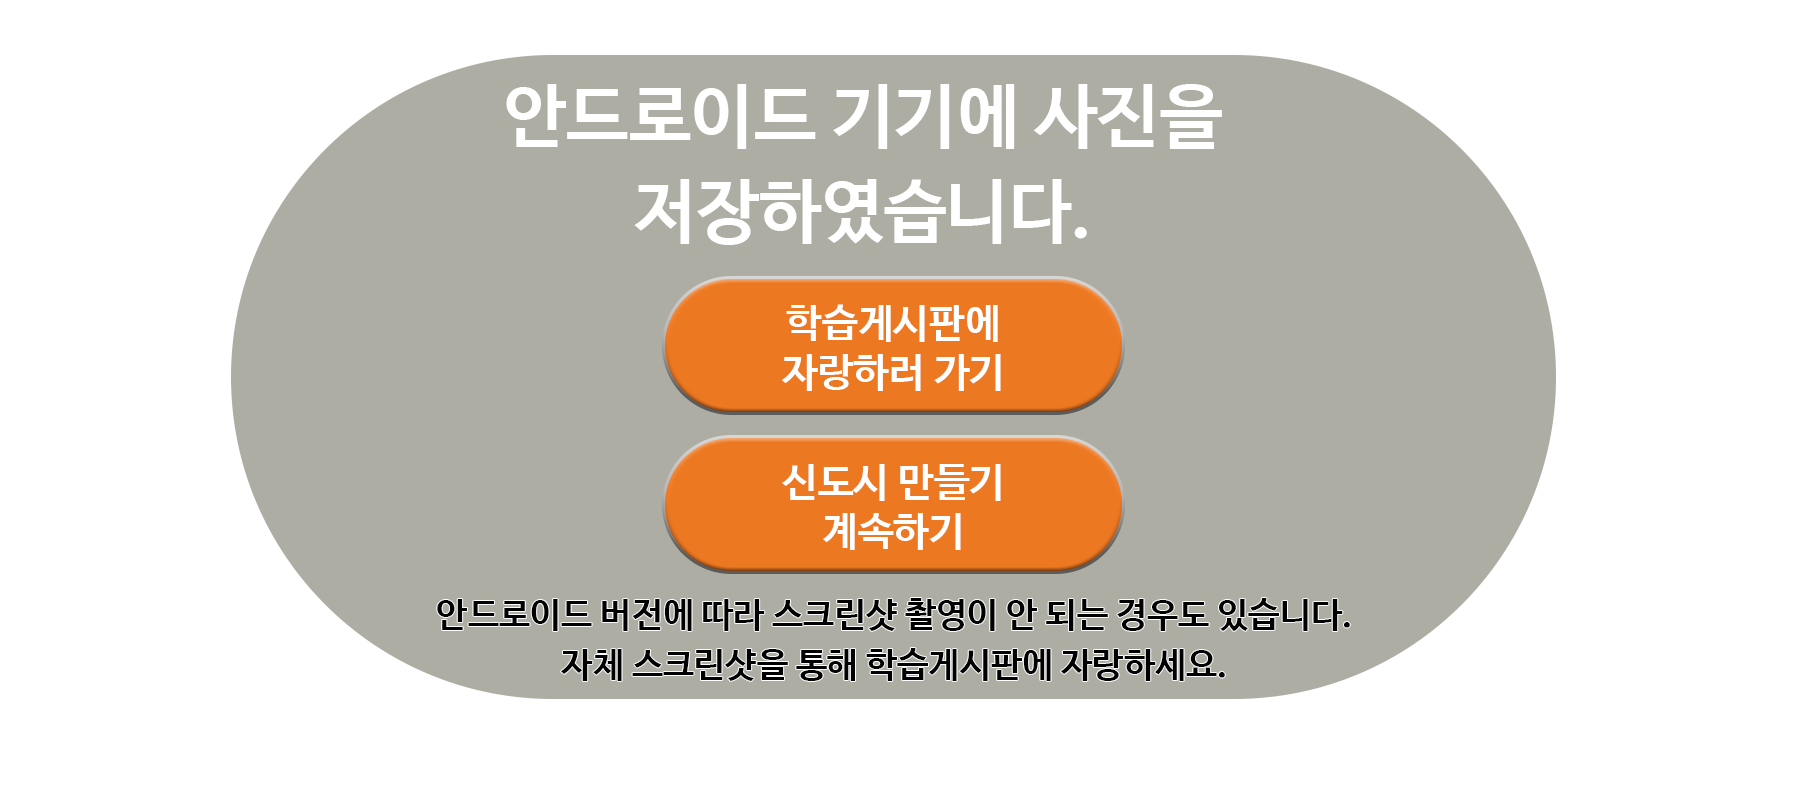 안드로이드 기기에 사진을
저장하였습니다.
학습게시판에
자랑하러 가기
신도시 만들기
계속하기
안드로이드 버전에 따라 스크린샷 촬영이 안 되는 경우도 있습니다.
자체 스크린샷을 통해 학습게시판에 자랑하세요.